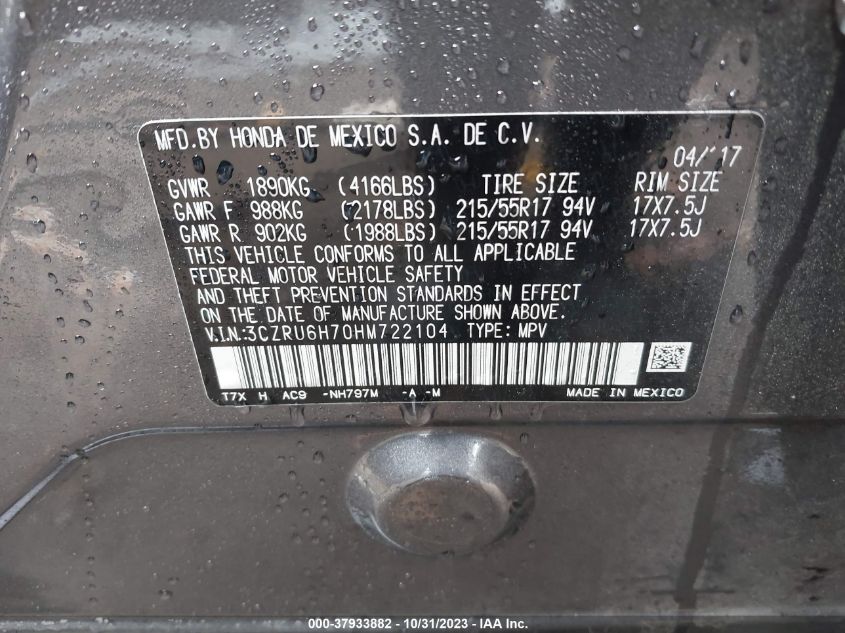 MFD.BY HONDA DE MEXICO S.A. DE C.V.
04/'17
GVWR 1890KG (4166LBS) TIRE SIZE RIM SIZE
GAWR F 988KG (2178LBS) 215/55R17 94V 17X7.5J
GAWR R 902KG (1988LBS) 215/55R17 94V 17X7.5J
THIS VEHICLE CONFORMS TO ALL APPLICABLE
FEDERAL MOTOR VEHICLE SAFETY
AND THEFT PREVENTION STANDARDS IN EFFECT
ON THE DATE OF MANUFACTURE SHOWN ABOVE.
V.I.N:3CZRU6H70HM722104 TYPE: MPV
T7X H AC9 -NH797M -A -M MADE IN MEXICO
000-37933882 - 10/31/2023 - IAA Inc.